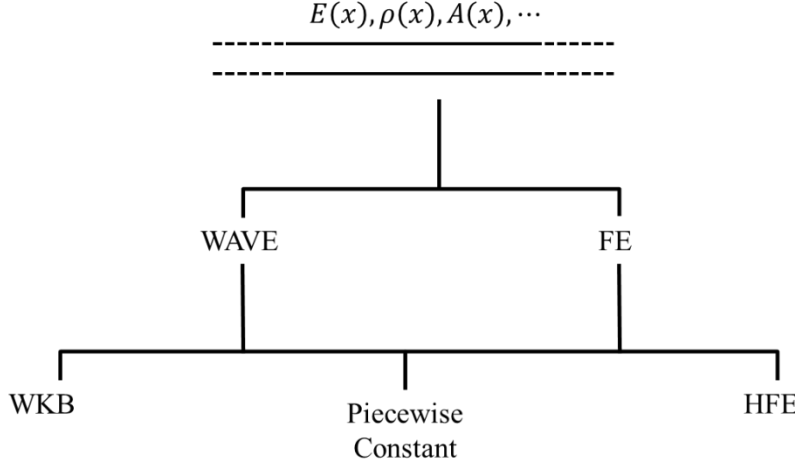 E(x), ρ(x), A(x), ⋯
WAVE
FE
WKB
Piecewise
Constant
HFE